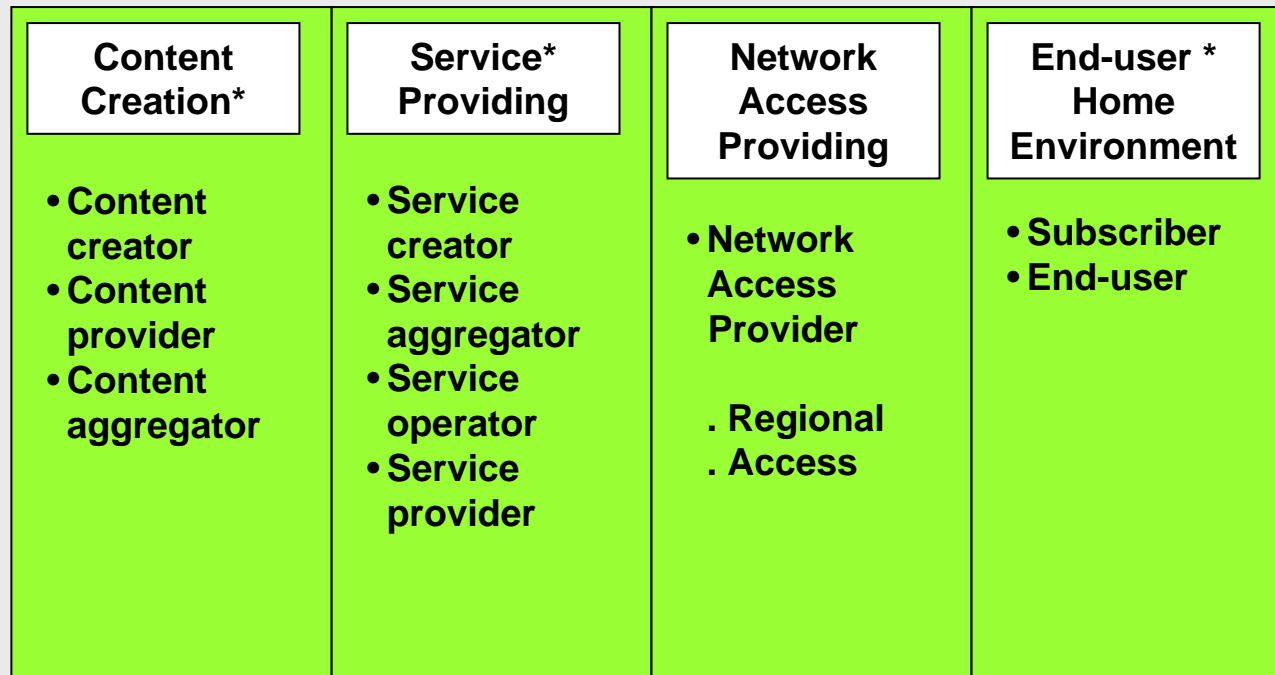 Content
Creation*
• Content
creator
• Content
provider
• Content
aggregator
Service*
Providing
• Service
creator
• Service
aggregator
• Service
operator
• Service
provider
Network
Access
Providing
• Network
Access
Provider
. Regional
. Access
End-user *
Home
Environment
• Subscriber
• End-user